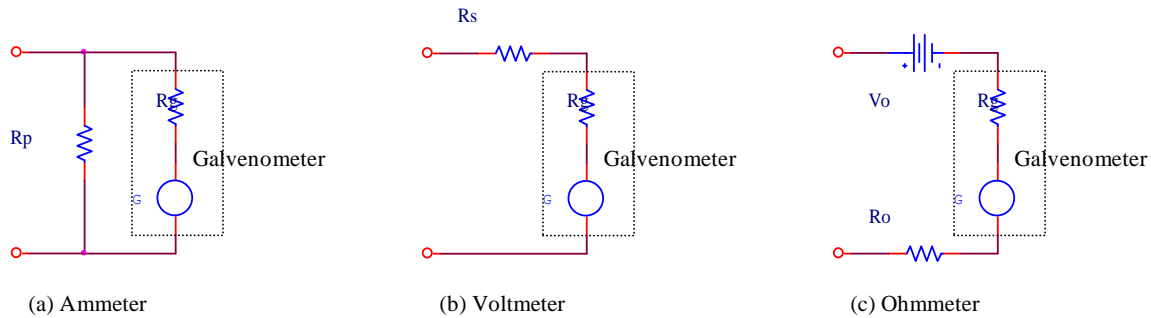 Rs
Rg
Rp
Galvenometer
G
(a) Ammeter
Rg
Galvenometer
G
(b) Voltmeter
+
-
Vo
Rg
Galvenometer
G
Ro
(c) Ohmmeter